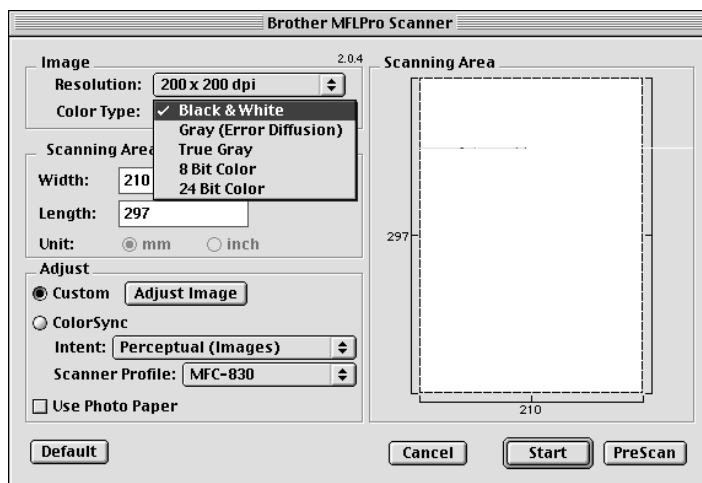 Brother MFLPro Scanner
Image
2.0.4
Resolution: 200 x 200 dpi
Color Type: ✓ Black & White
Gray (Error Diffusion)
True Gray
8 Bit Color
24 Bit Color
Scanning Area
Width: 210
Length: 297
Unit: mm inch
Adjust
Custom Adjust Image
ColorSync
Intent: Perceptual (Images)
Scanner Profile: MFC-830
Use Photo Paper
Scanning Area
297
210
Default
Cancel
Start
PreScan